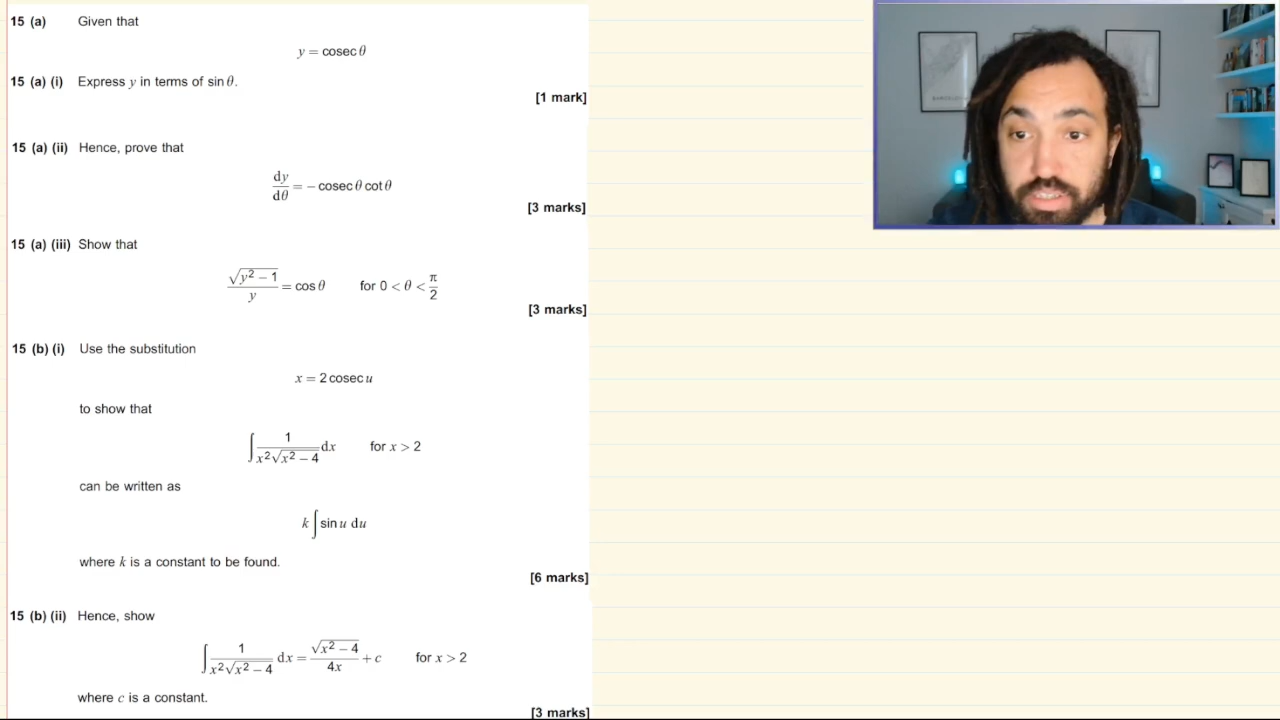 15 (a) Given that
y = cosec θ
15 (a) (i) Express y in terms of sin θ.
[1 mark]
15 (a) (ii) Hence, prove that
dy/dθ = − cosec θ cot θ
[3 marks]
15 (a) (iii) Show that
√(y² − 1)/y = cos θ for 0 < θ < π/2
[3 marks]
15 (b) (i) Use the substitution
x = 2 cosec u
to show that
∫ 1/(x²√(x² − 4)) dx for x > 2
can be written as
k ∫ sin u du
where k is a constant to be found.
[6 marks]
15 (b) (ii) Hence, show
∫ 1/(x²√(x² − 4)) dx = √(x² − 4)/4x + c for x > 2
where c is a constant.
[3 marks]